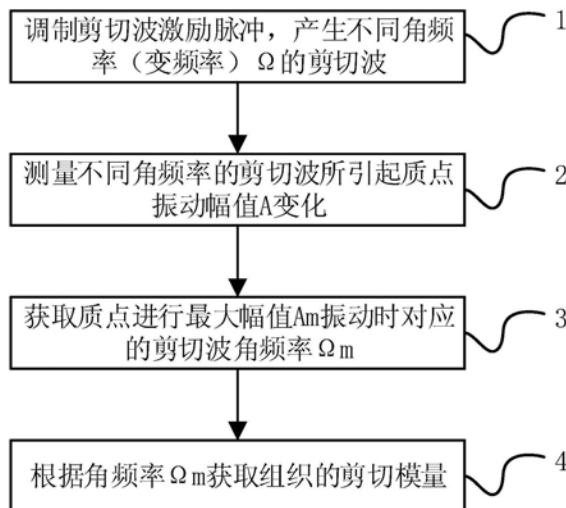 调制剪切波激励脉冲，产生不同角频
率（变频率）Ω的剪切波
1
测量不同角频率的剪切波所引起质点
振动幅值A变化
2
获取质点进行最大幅值Am振动时对应
的剪切波角频率Ωm
3
根据角频率Ωm获取组织的剪切模量
4